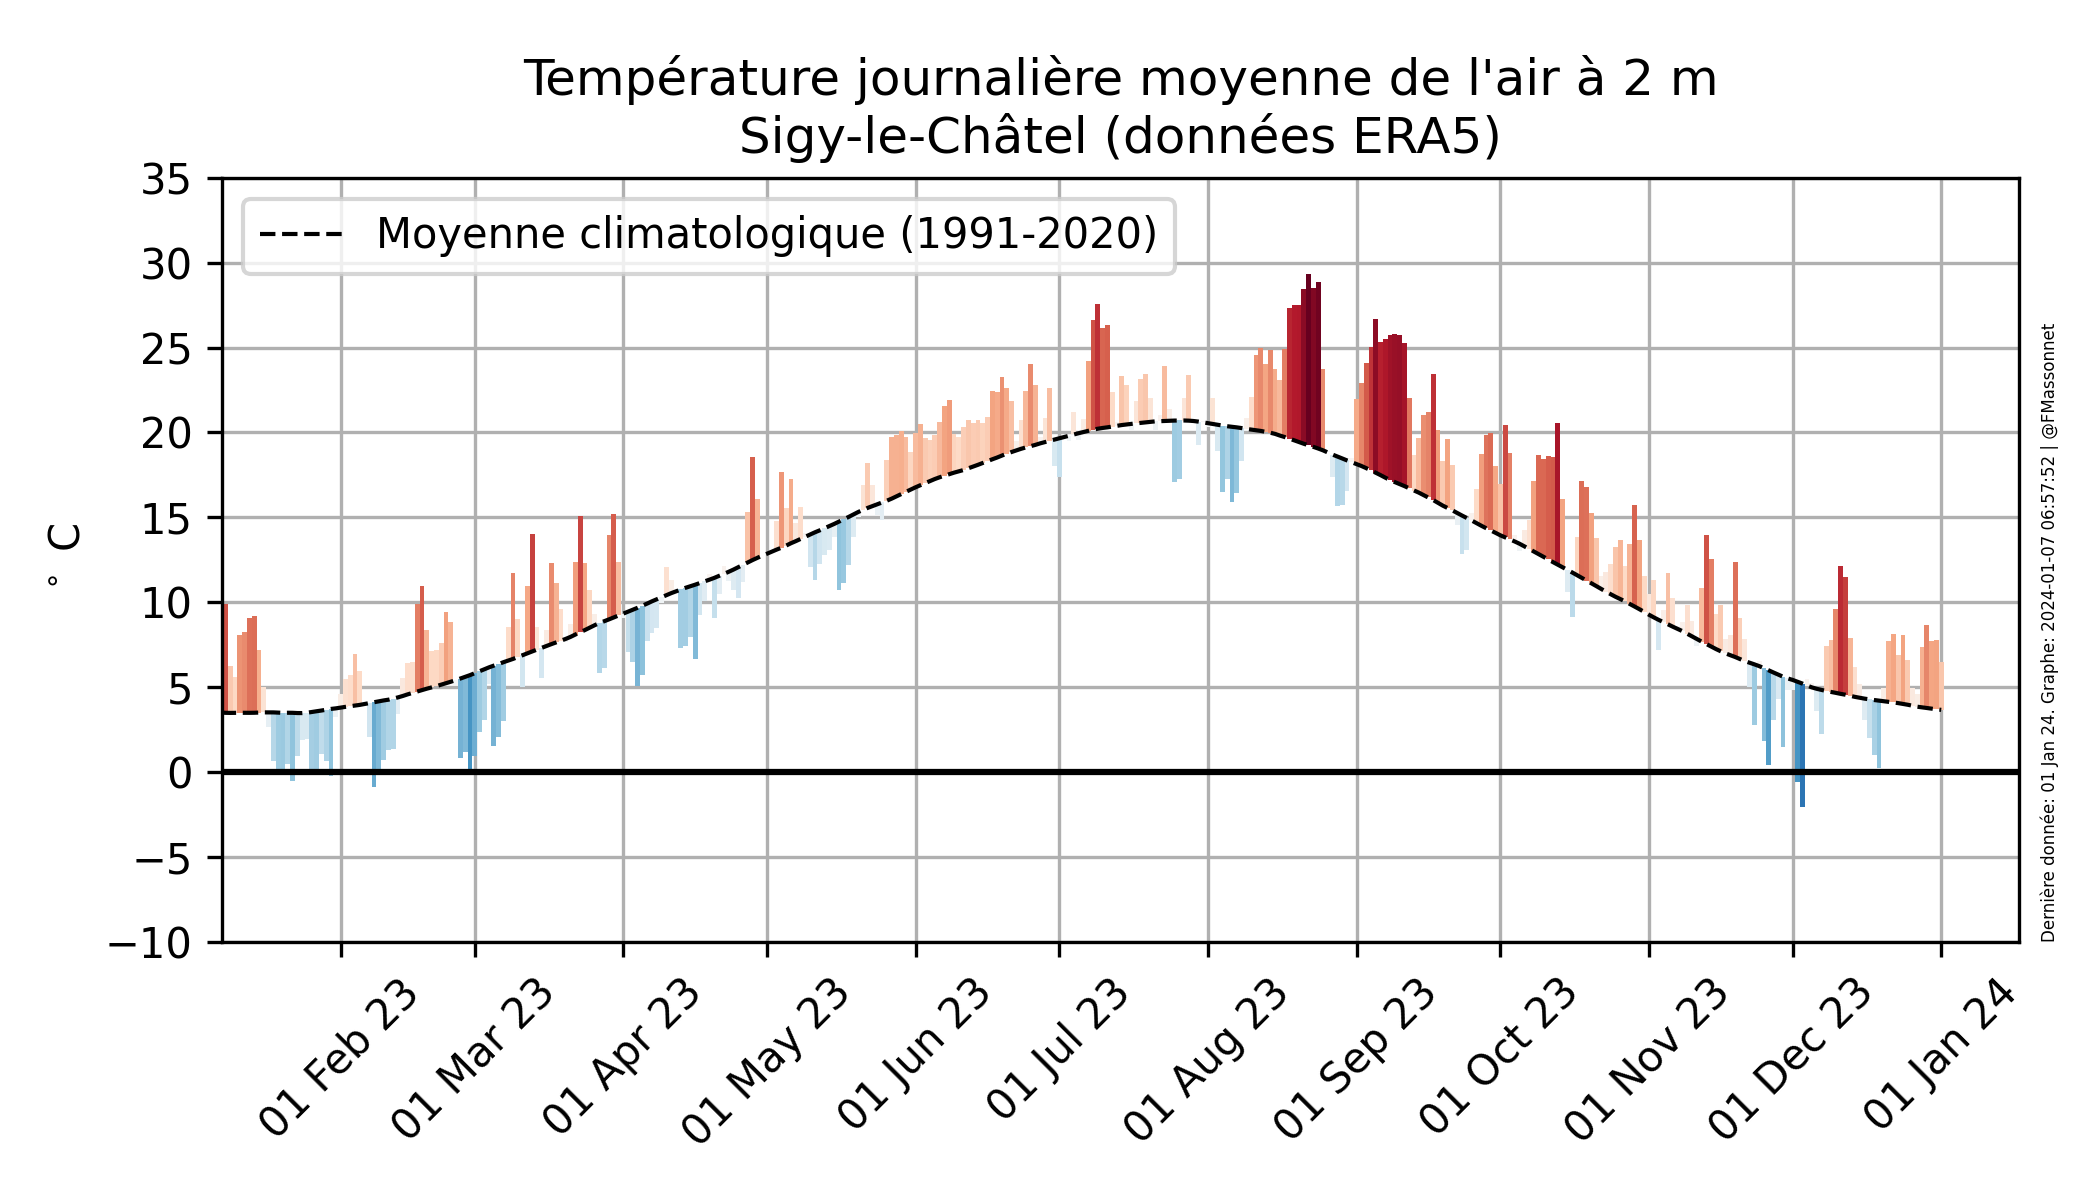 Température journalière moyenne de l'air à 2 m
Sigy-le-Châtel (données ERA5)
Moyenne climatologique (1991-2020)
35
30
25
20
15
10
5
0
−5
−10
° C
01 Feb 23
01 Mar 23
01 Apr 23
01 May 23
01 Jun 23
01 Jul 23
01 Aug 23
01 Sep 23
01 Oct 23
01 Nov 23
01 Dec 23
01 Jan 24
Dernière donnée: 01 Jan 24. Graphe: 2024-01-07 06:57:52 | @FMassonnet